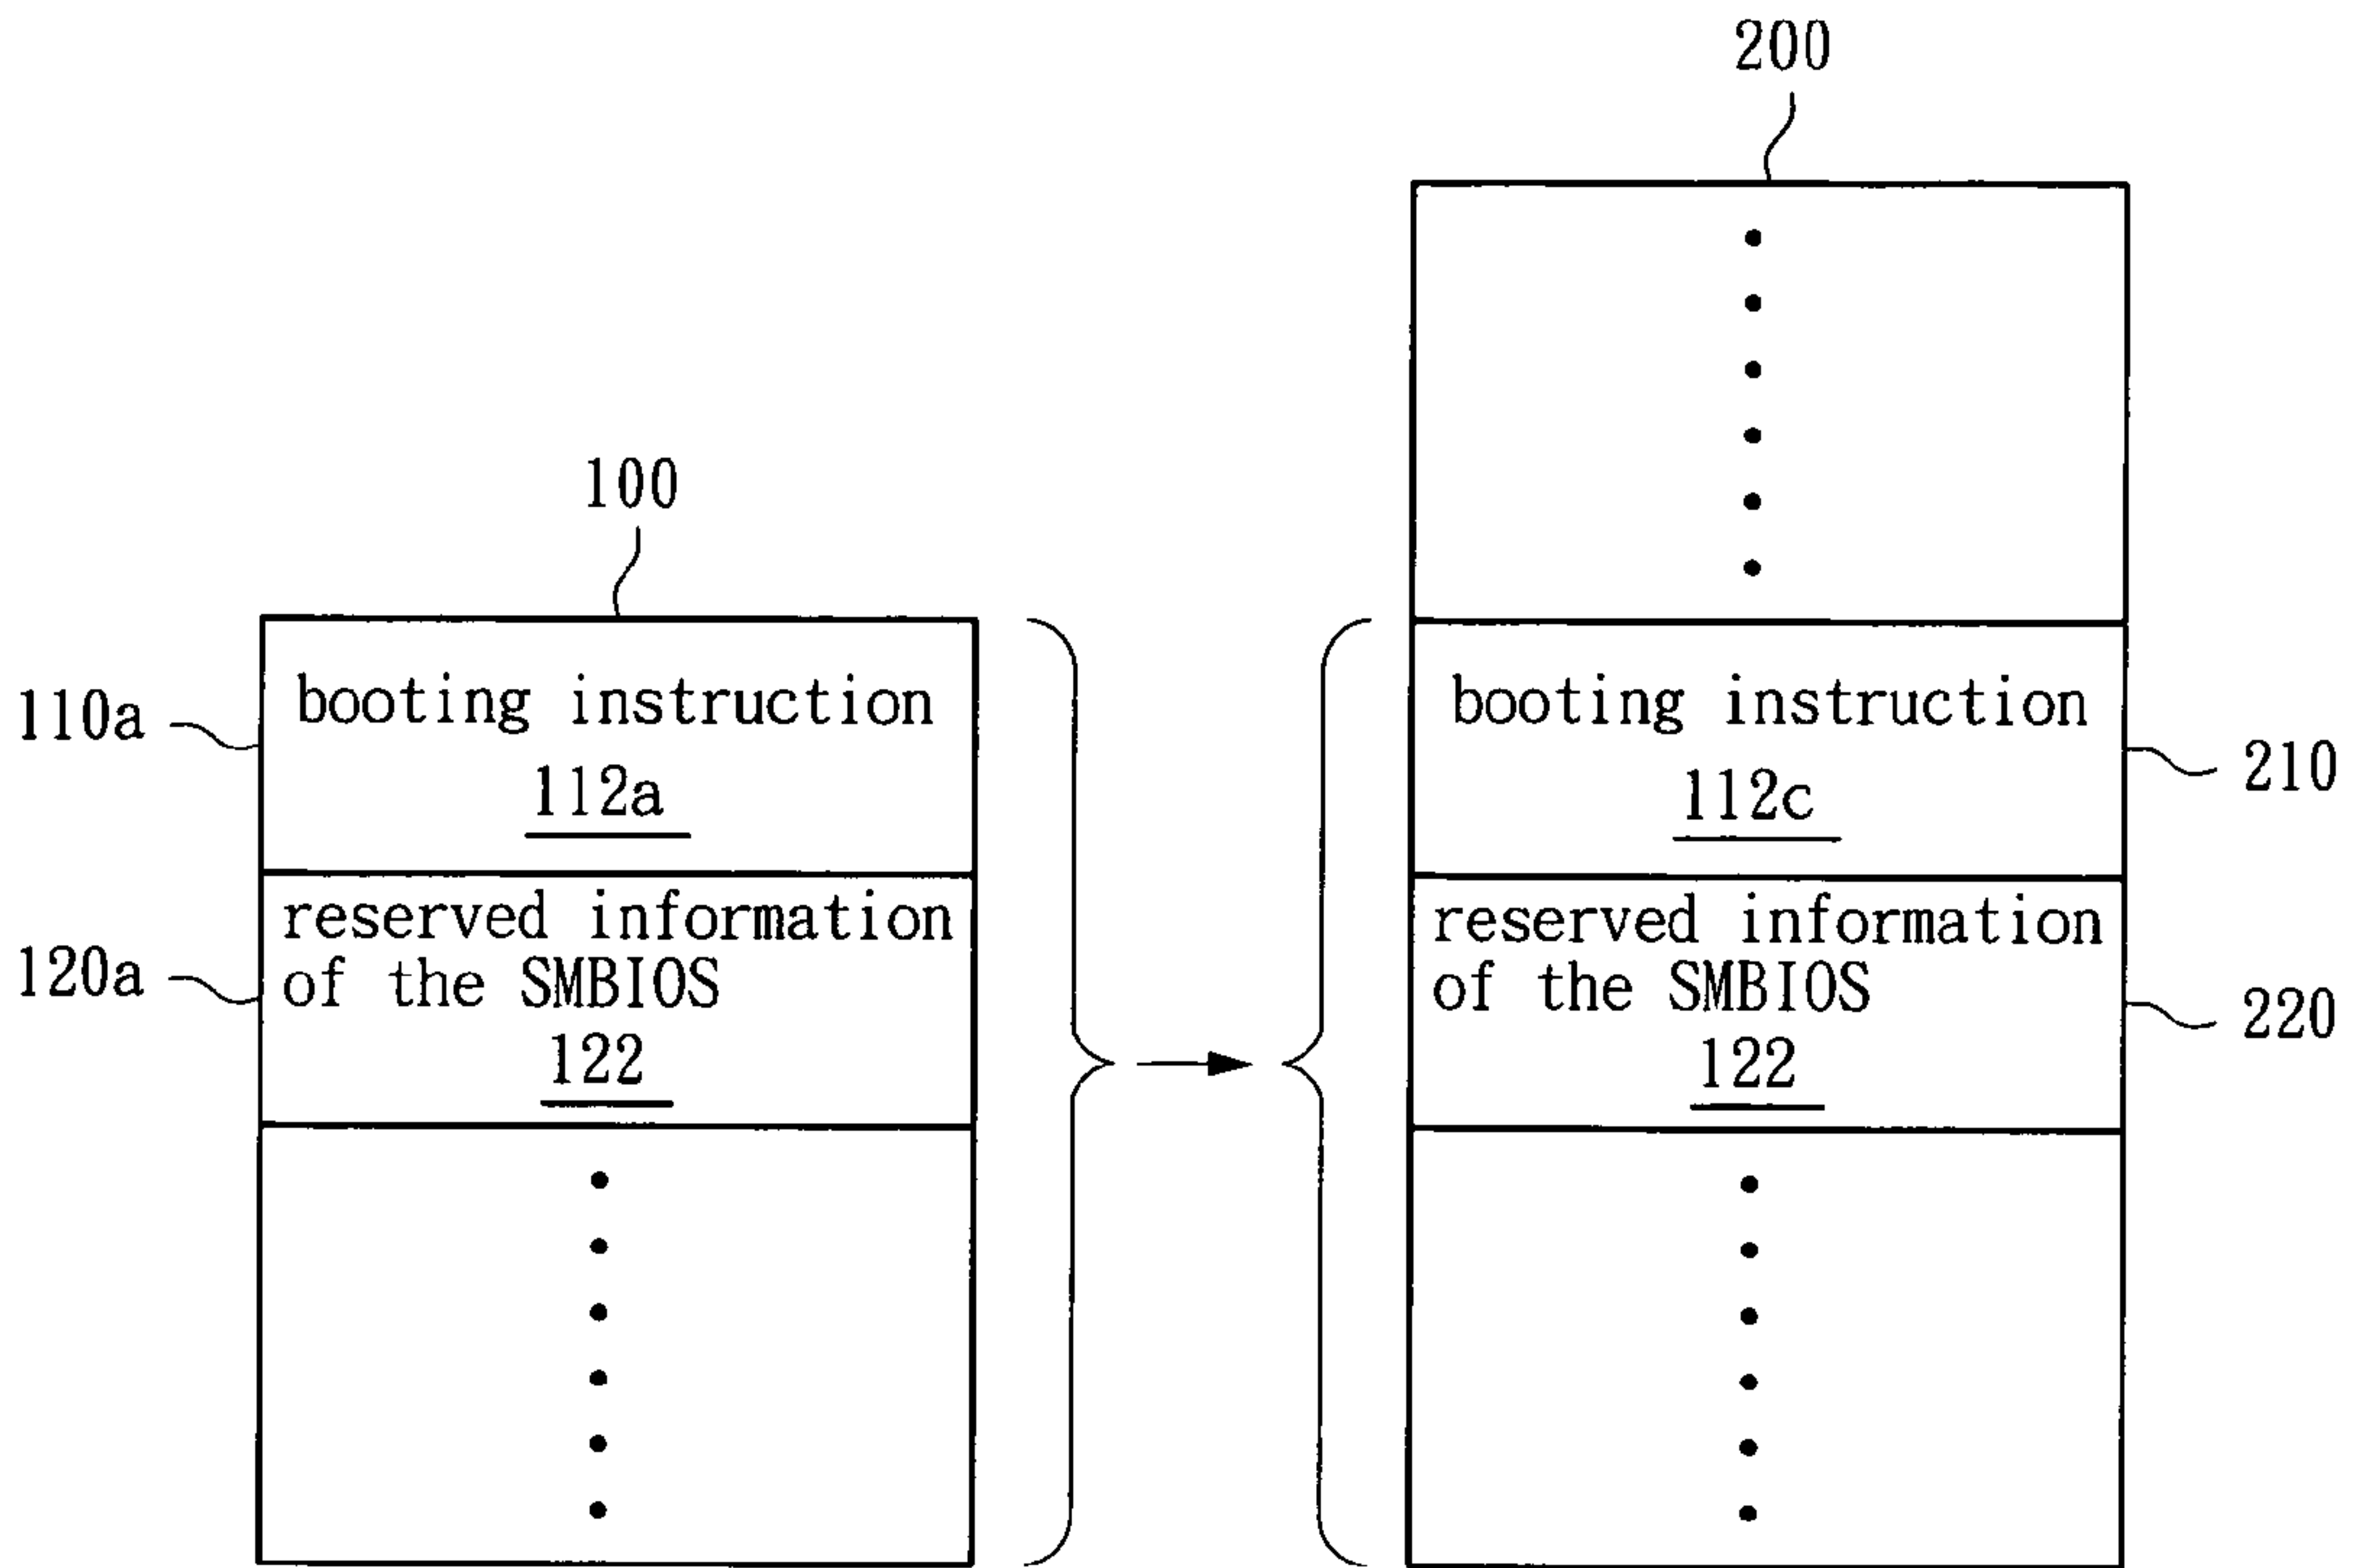 200
100
110a
booting instruction
112a
120a
reserved information
of the SMBIOS
122
booting instruction
112c
210
reserved information
of the SMBIOS
122
220